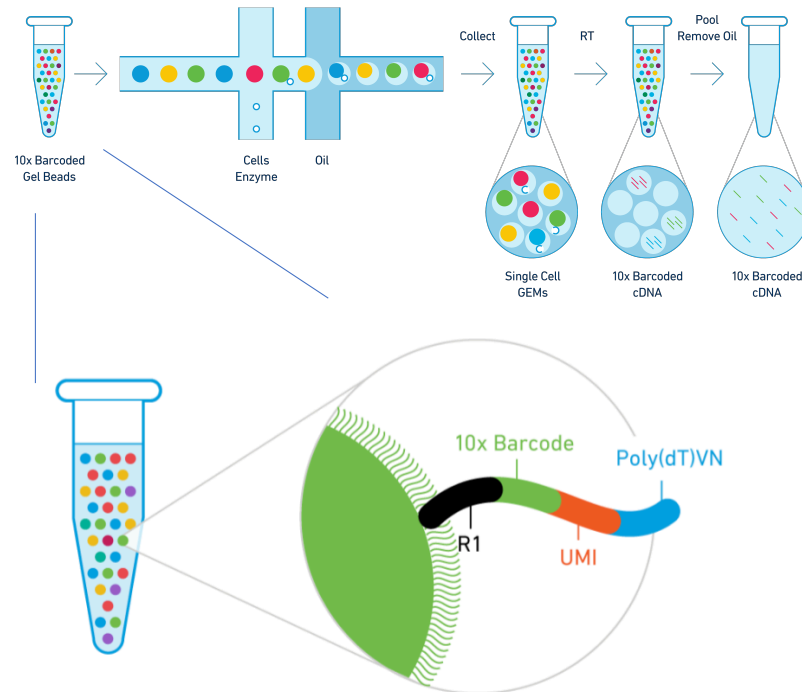 Collect
RT
Pool
Remove Oil
10x Barcoded
Gel Beads
Cells
Enzyme
Oil
Single Cell
GEMs
10x Barcoded
cDNA
10x Barcoded
cDNA
10x Barcode
Poly(dT)VN
R1
UMI